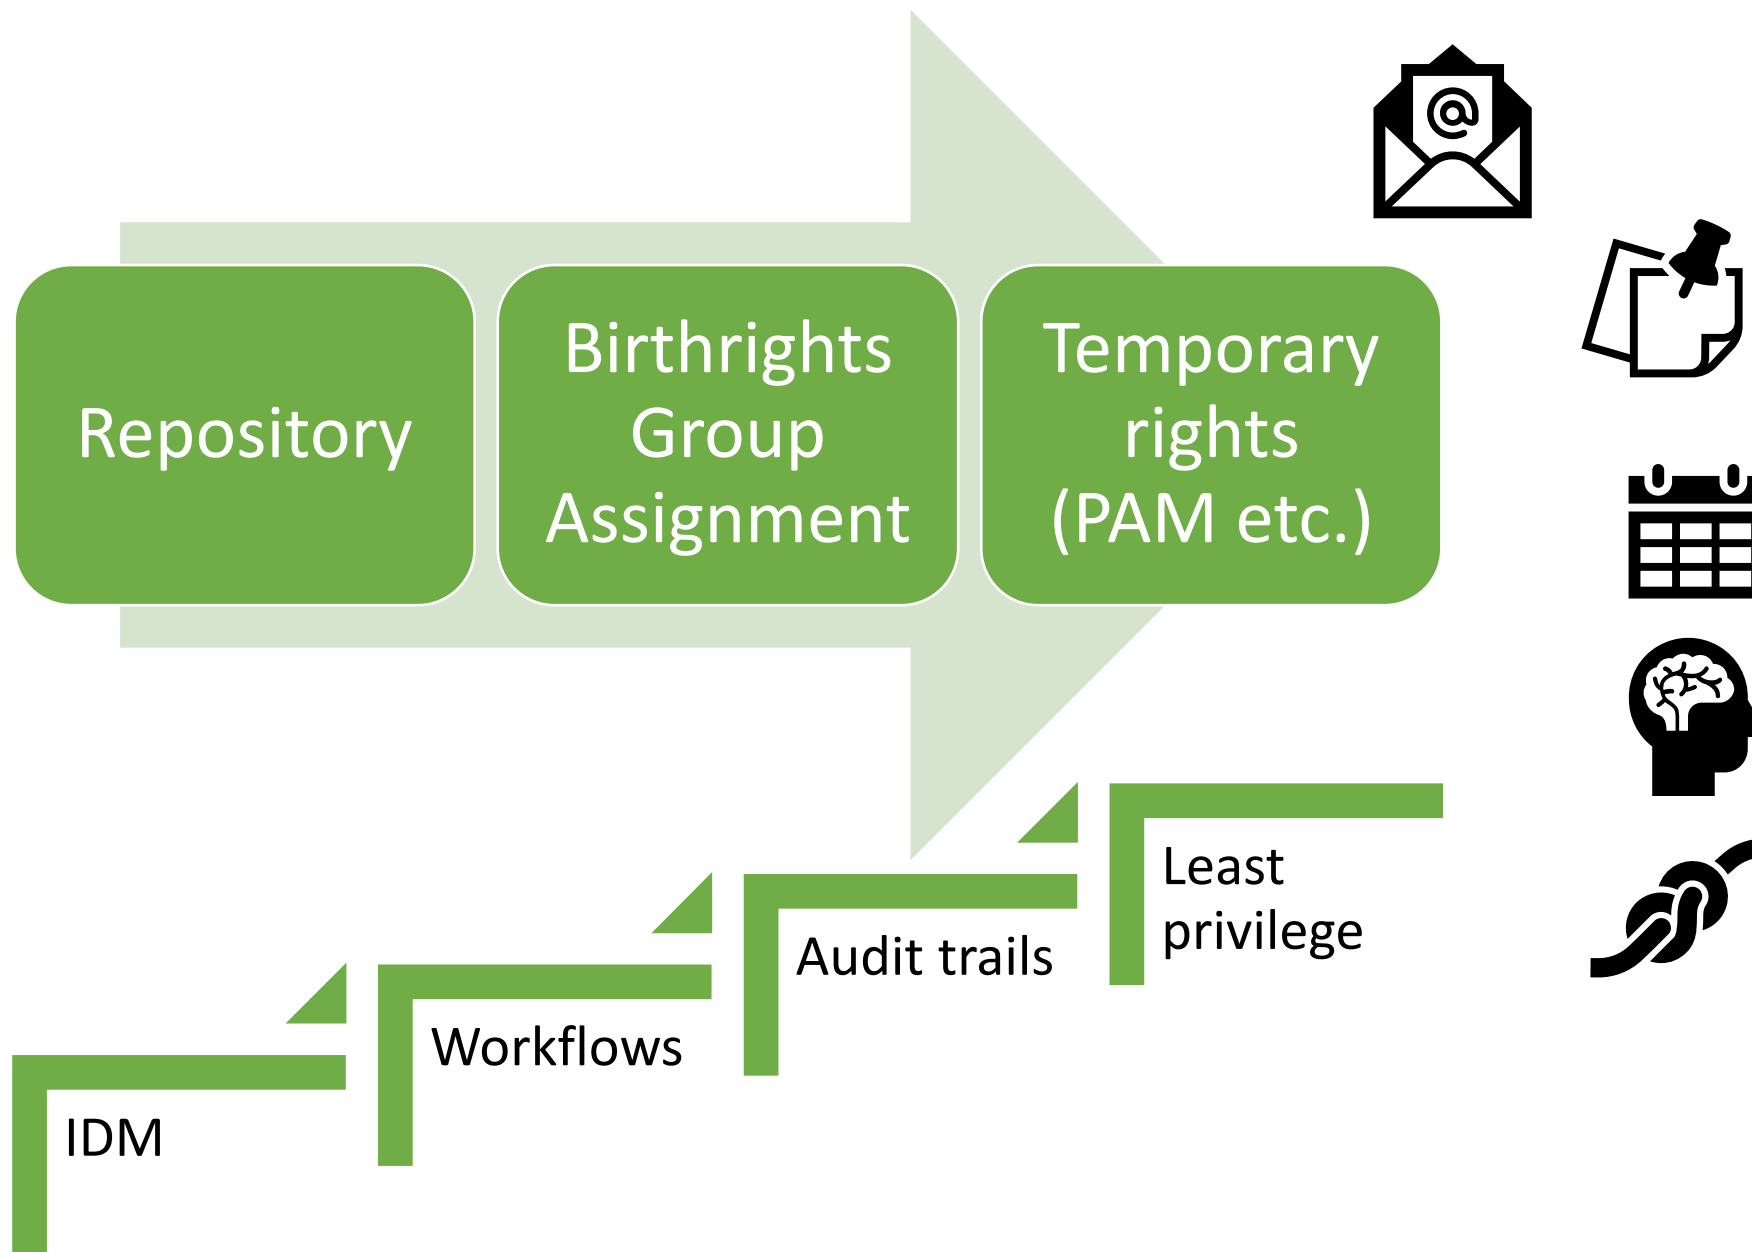 Repository
Birthrights
Group
Assignment
Temporary
rights
(PAM etc.)
IDM
Workflows
Audit trails
Least
privilege